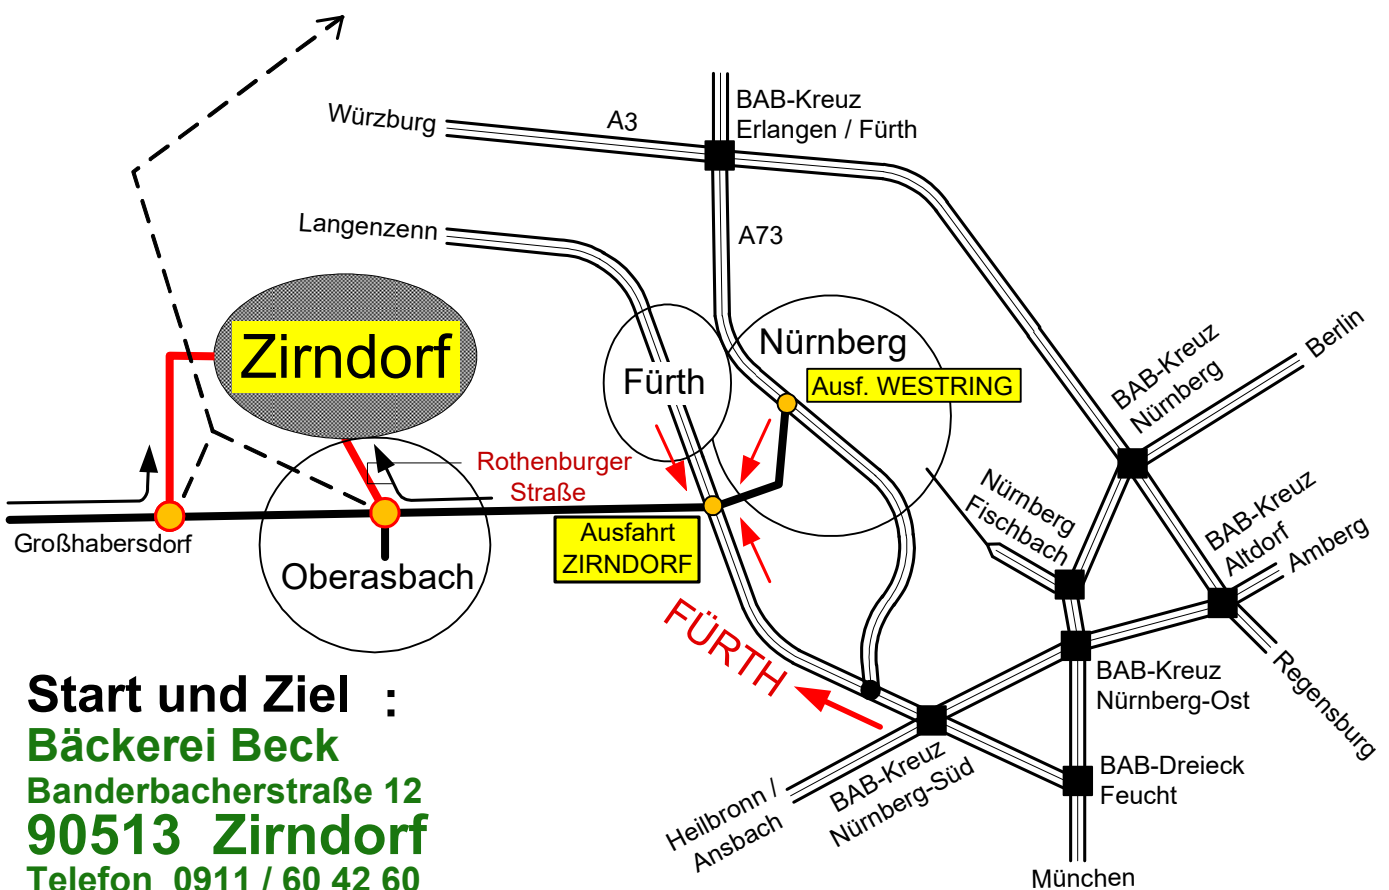 BAB-Kreuz
Erlangen / Fürth
Würzburg
A3
Langenzenn
A73
Zirndorf
Fürth
Nürnberg
Ausf. WESTRING
BAB-Kreuz
Nürnberg
Berlin
Rothenburger
Straße
Großhabersdorf
Ausfahrt
ZIRNDORF
Oberasbach
Nürnberg
Fischbach
BAB-Kreuz
Altdorf
Amberg
FÜRTH
BAB-Kreuz
Nürnberg-Ost
Regensburg
BAB-Kreuz
Nürnberg-Süd
BAB-Dreieck
Feucht
Heilbronn /
Ansbach
München
Start und Ziel :
Bäckerei Beck
Banderbacherstraße 12
90513 Zirndorf
Telefon 0911 / 60 42 60